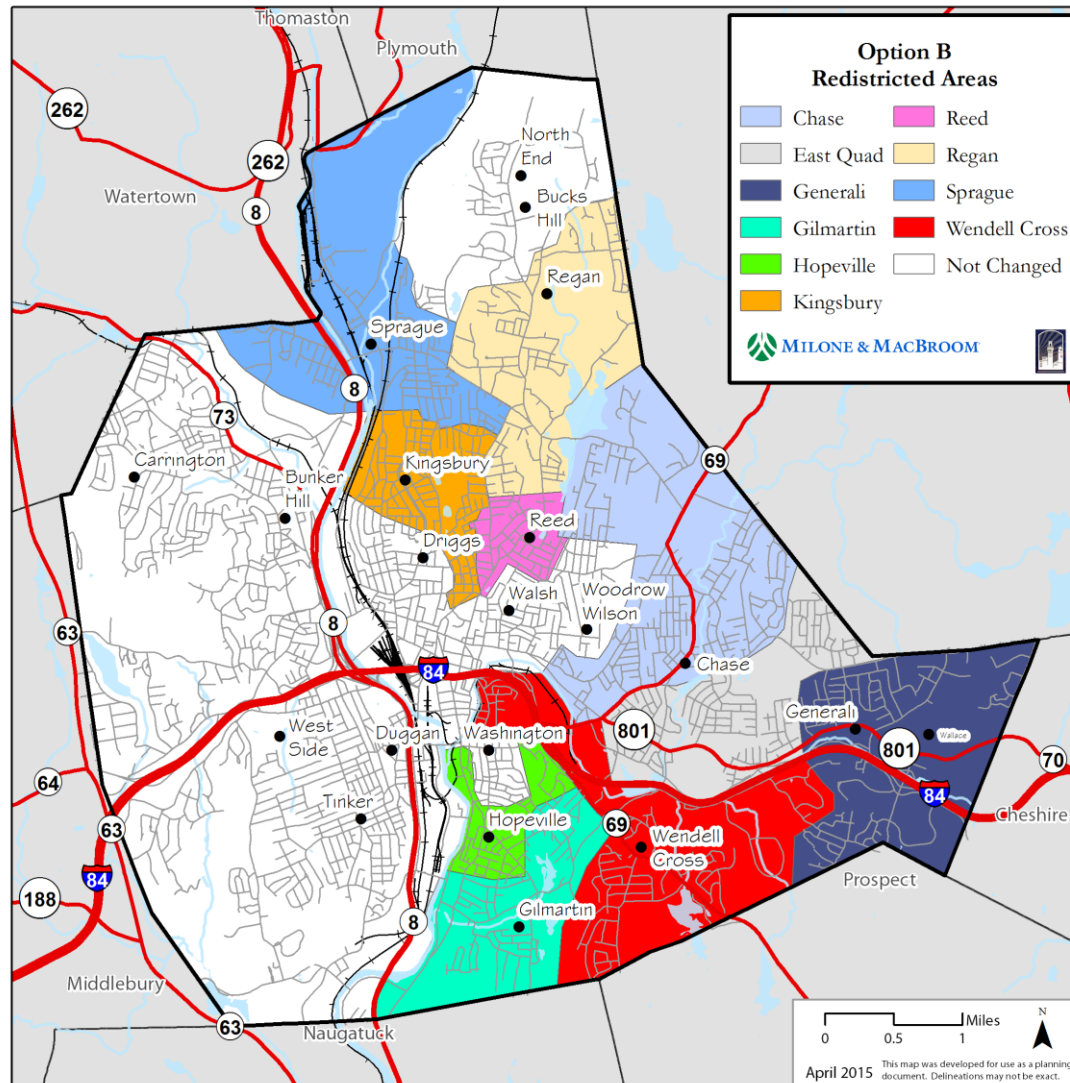 Thomaston
Plymouth
Option B
Redistricted Areas
Chase
East Quad
Generali
Gilmartin
Hopeville
Kingsbury
Reed
Regan
Sprague
Wendell Cross
Not Changed
MILONE & MACBROOM
262
North
End
262
Watertown
8
Bucks
Hill
Regan
Sprague
8
73
69
Carrington
Kingsbury
Bunker
Hill
Reed
Driggs
Walsh
Woodrow
Wilson
63
8
84
Chase
West
Side
Duggan
Washington
801
Generali
Wallace
801
70
64
84
Tinker
63
Hopeville
69
Wendell
Cross
Cheshire
84
Prospect
188
8
Gilmartin
Middlebury
63
Naugatuck
0
0.5
1
Miles
N
April 2015
This map was developed for use as a planning
document. Delineations may not be exact.